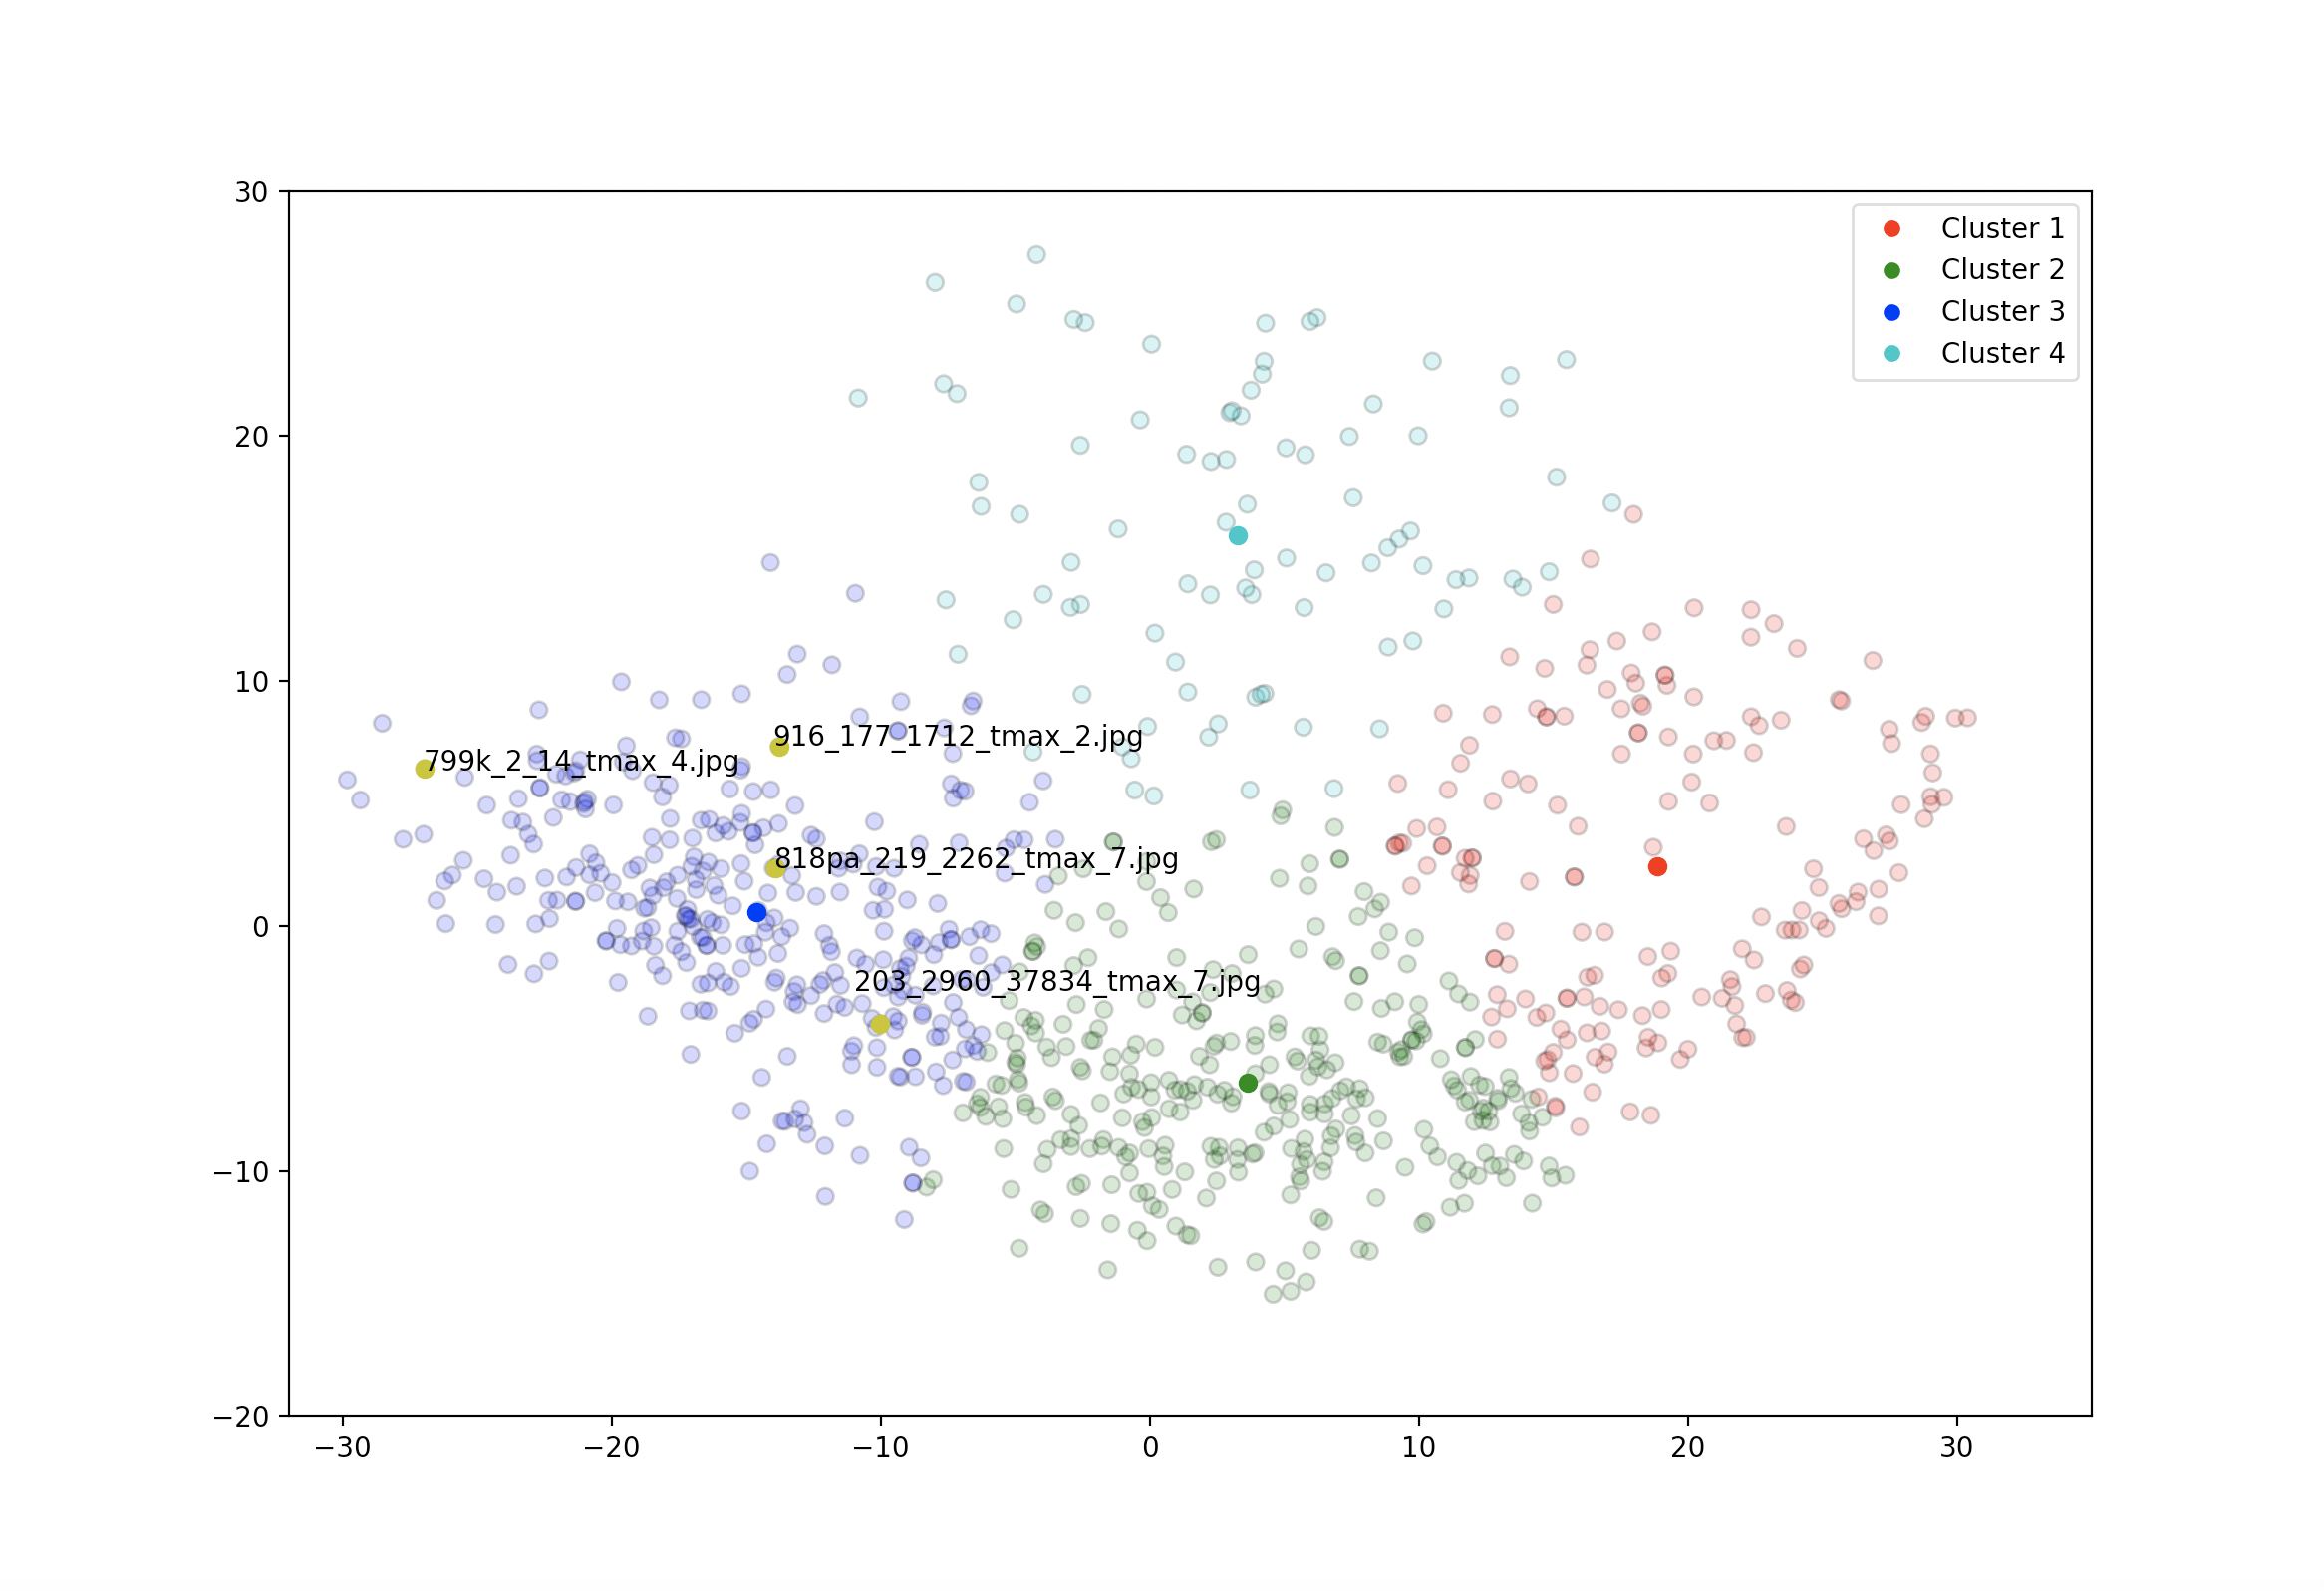 30
20
10
0
−10
−20
−30
−20
−10
0
10
20
30
Cluster 1
Cluster 2
Cluster 3
Cluster 4
916_177_1712_tmax_2.jpg
799k_2_14_tmax_4.jpg
818pa_219_2262_tmax_7.jpg
203_2960_37834_tmax_7.jpg